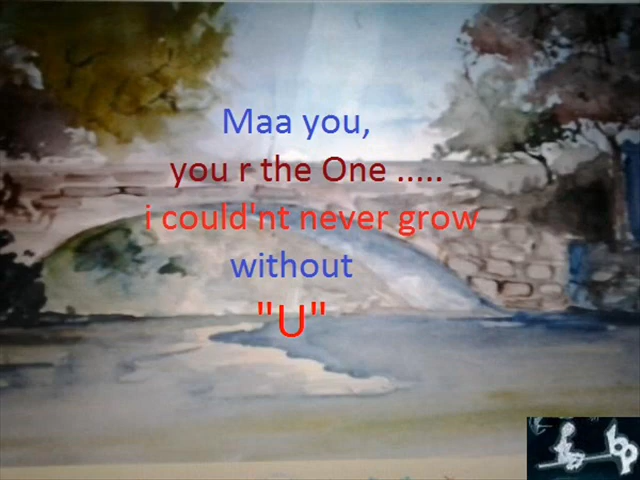 Maa you,
you r the One .....
i could'nt never grow
without
"U"